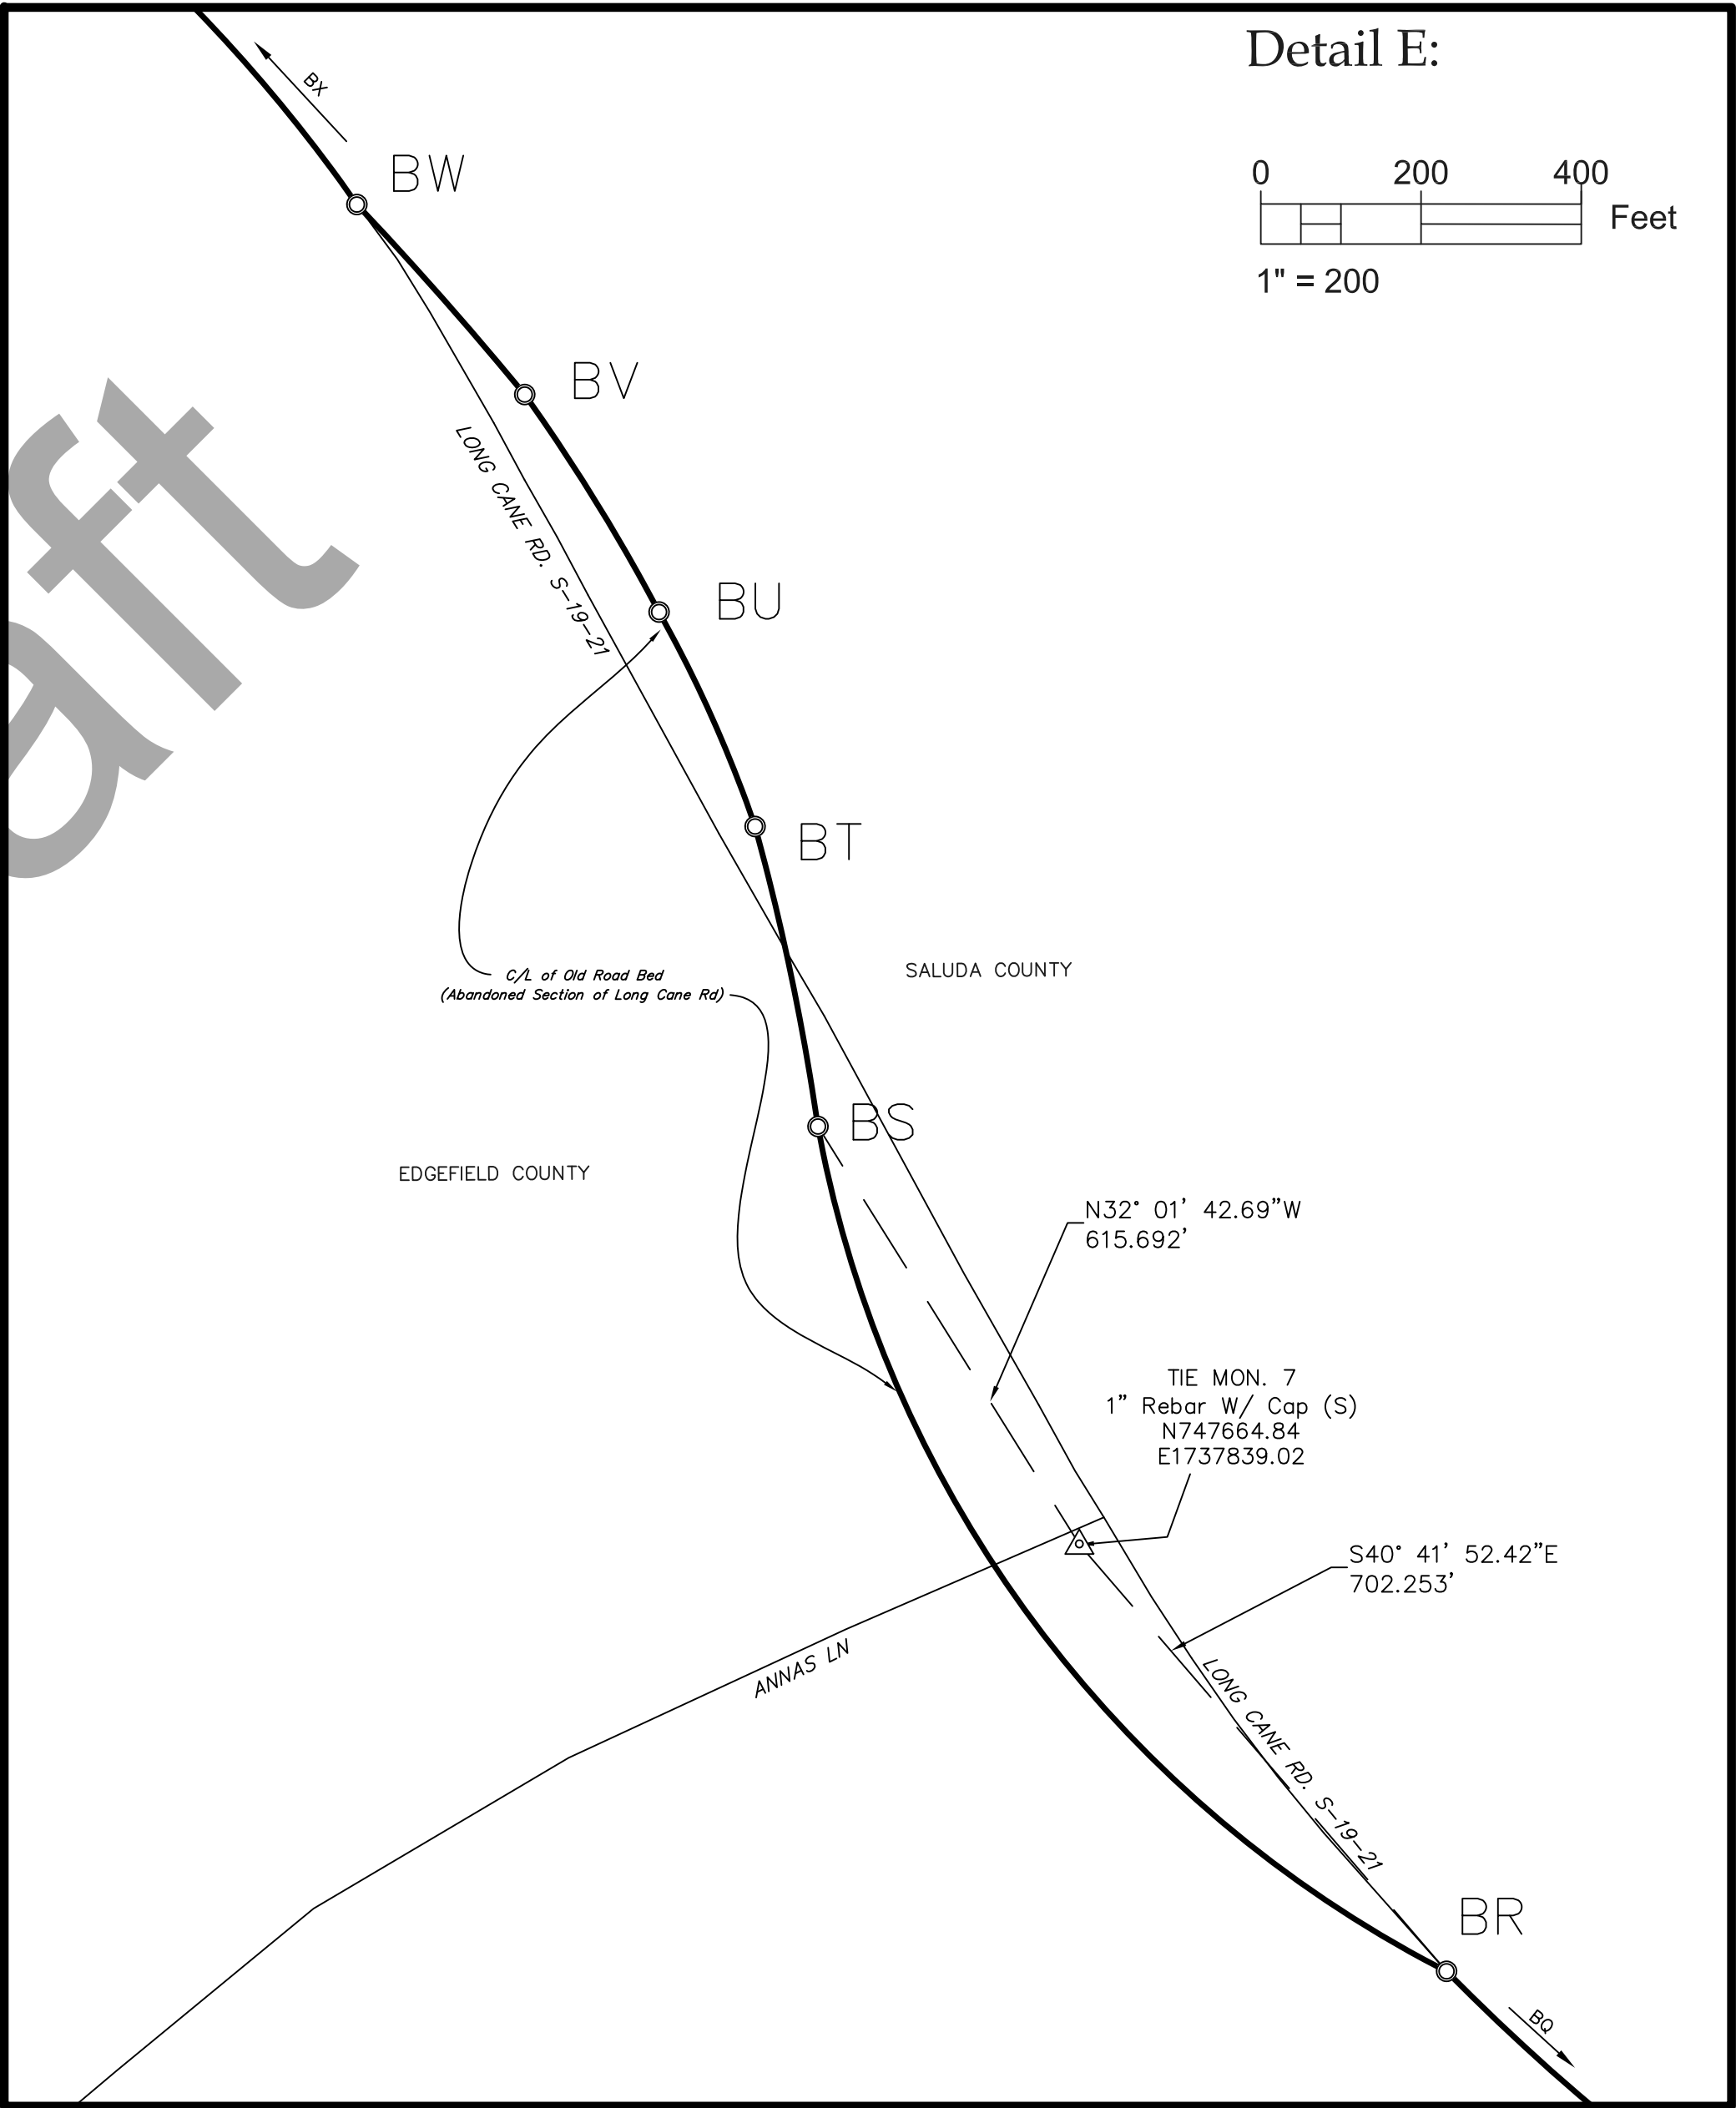 Detail E:
0 200 400
Feet
1" = 200
BX
BW
BV
LONG CANE RD. S-19-21
BU
BT
C/L of Old Road Bed
(Abandoned Section of Long Cane Rd)
SALUDA COUNTY
BS
EDGEFIELD COUNTY
N32° 01' 42.69"W
615.692'
TIE MON. 7
1" Rebar W/ Cap (S)
N747664.84
E1737839.02
S40° 41' 52.42"E
702.253'
ANNAS LN
LONG CANE RD. S-19-21
BR
BQ
aft